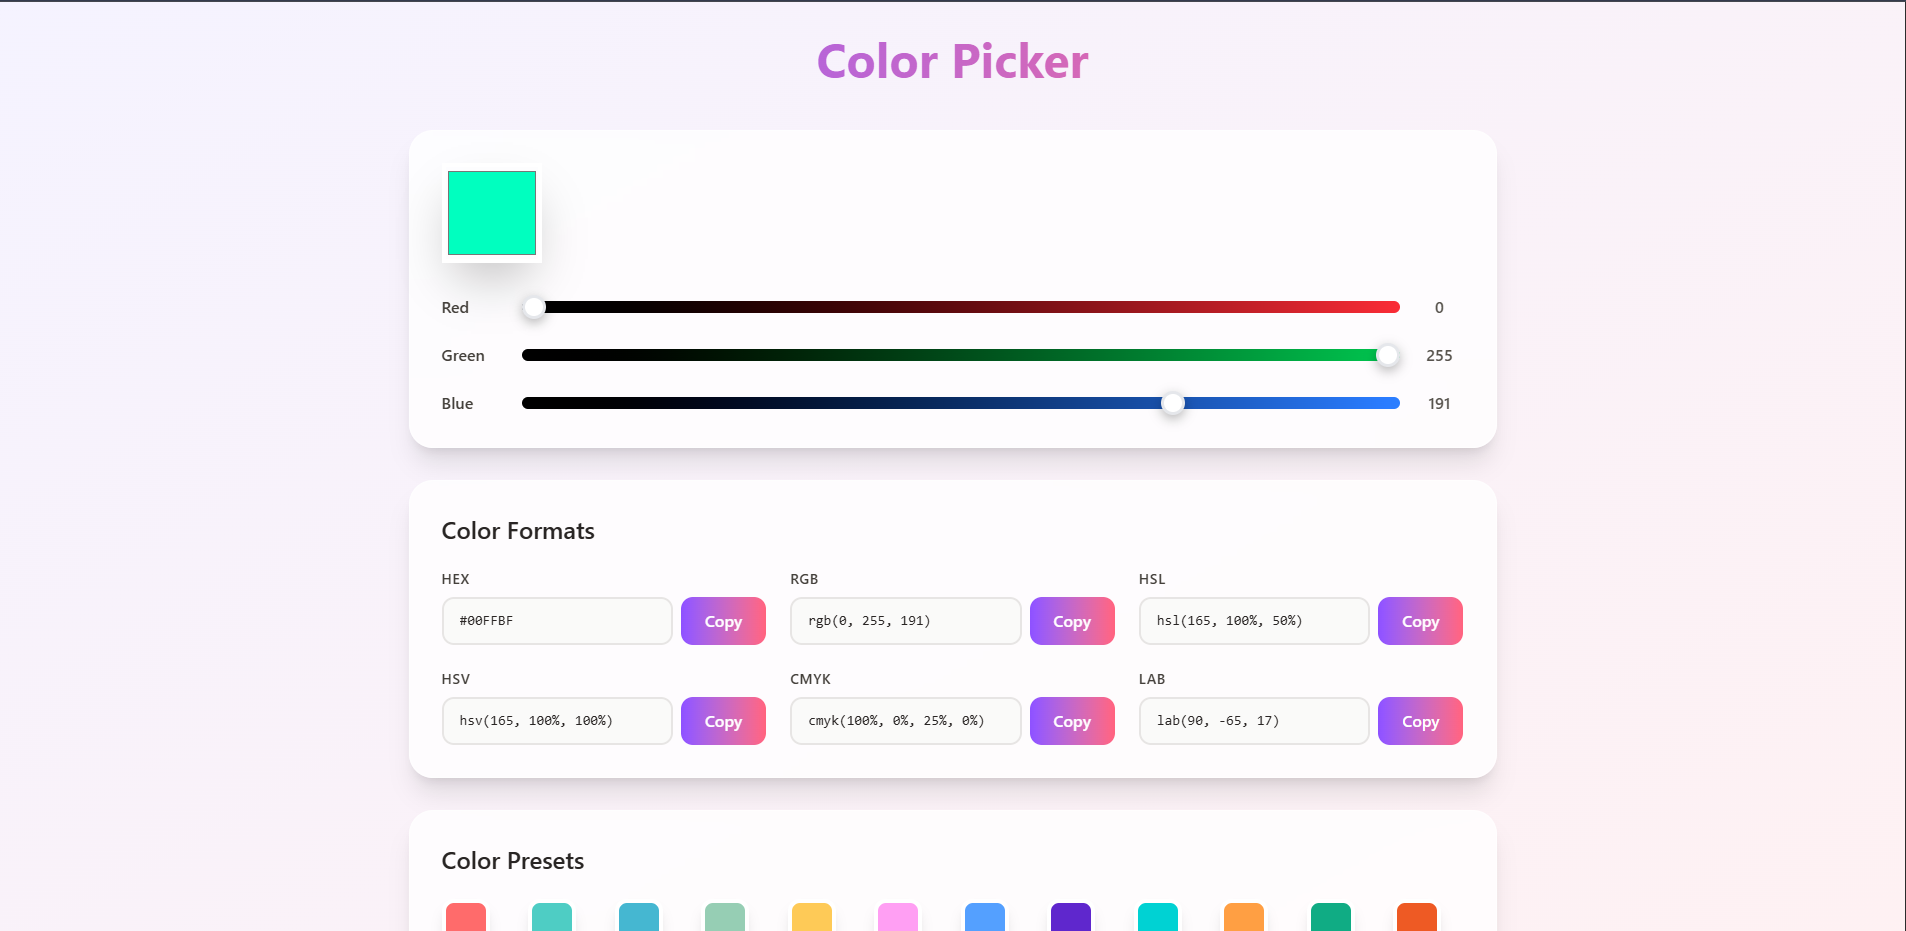 Color Picker
Red 0
Green 255
Blue 191
Color Formats
HEX RGB HSL
#00FFBF Copy rgb(0, 255, 191) Copy hsl(165, 100%, 50%) Copy
HSV CMYK LAB
hsv(165, 100%, 100%) Copy cmyk(100%, 0%, 25%, 0%) Copy lab(90, -65, 17) Copy
Color Presets